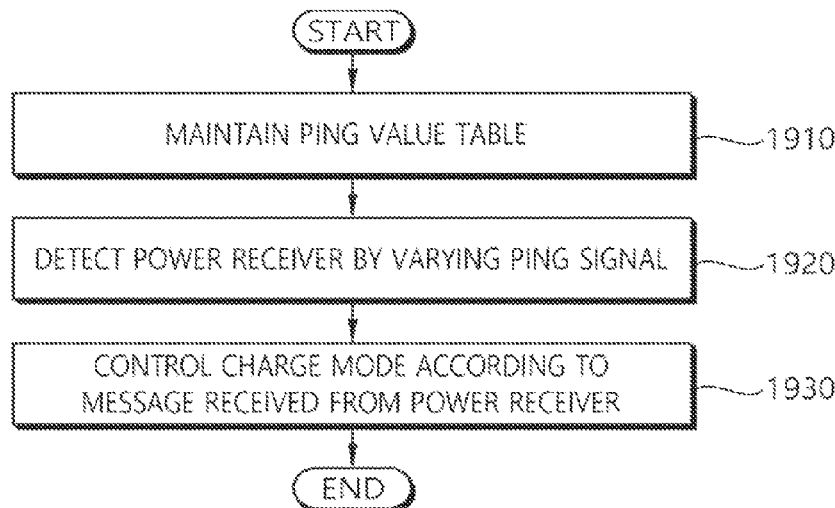 START
MAINTAIN PING VALUE TABLE
1910
DETECT POWER RECEIVER BY VARYING PING SIGNAL
1920
CONTROL CHARGE MODE ACCORDING TO
MESSAGE RECEIVED FROM POWER RECEIVER
1930
END